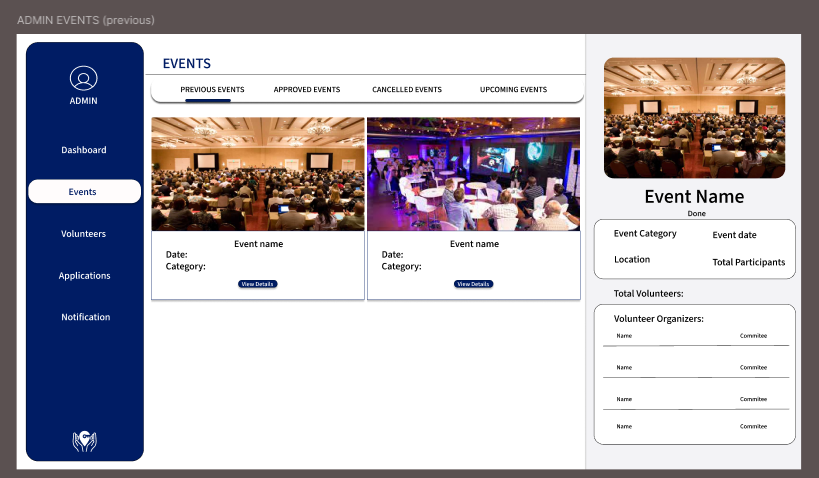 ADMIN EVENTS (previous)
ADMIN
Dashboard
Events
Volunteers
Applications
Notification
EVENTS
PREVIOUS EVENTS APPROVED EVENTS CANCELLED EVENTS UPCOMING EVENTS
Event name
Date:
Category:
View Details
Event name
Date:
Category:
View Details
Event Name
Done
Event Category Event date
Location Total Participants
Total Volunteers:
Volunteer Organizers:
Name Commitee
Name Commitee
Name Commitee
Name Commitee